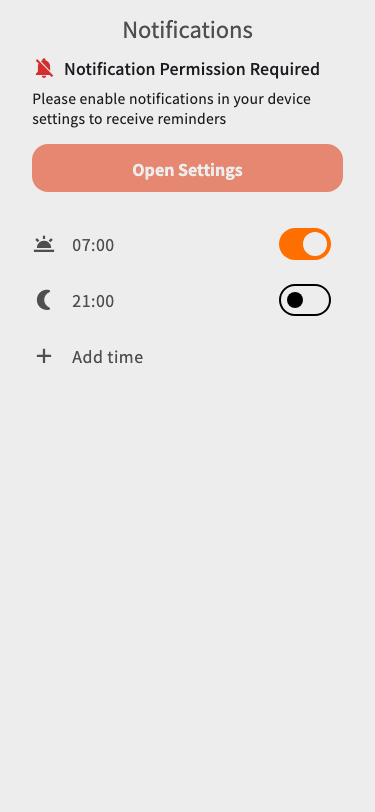 Notifications
Notification Permission Required
Please enable notifications in your device
settings to receive reminders
Open Settings
07:00
21:00
Add time